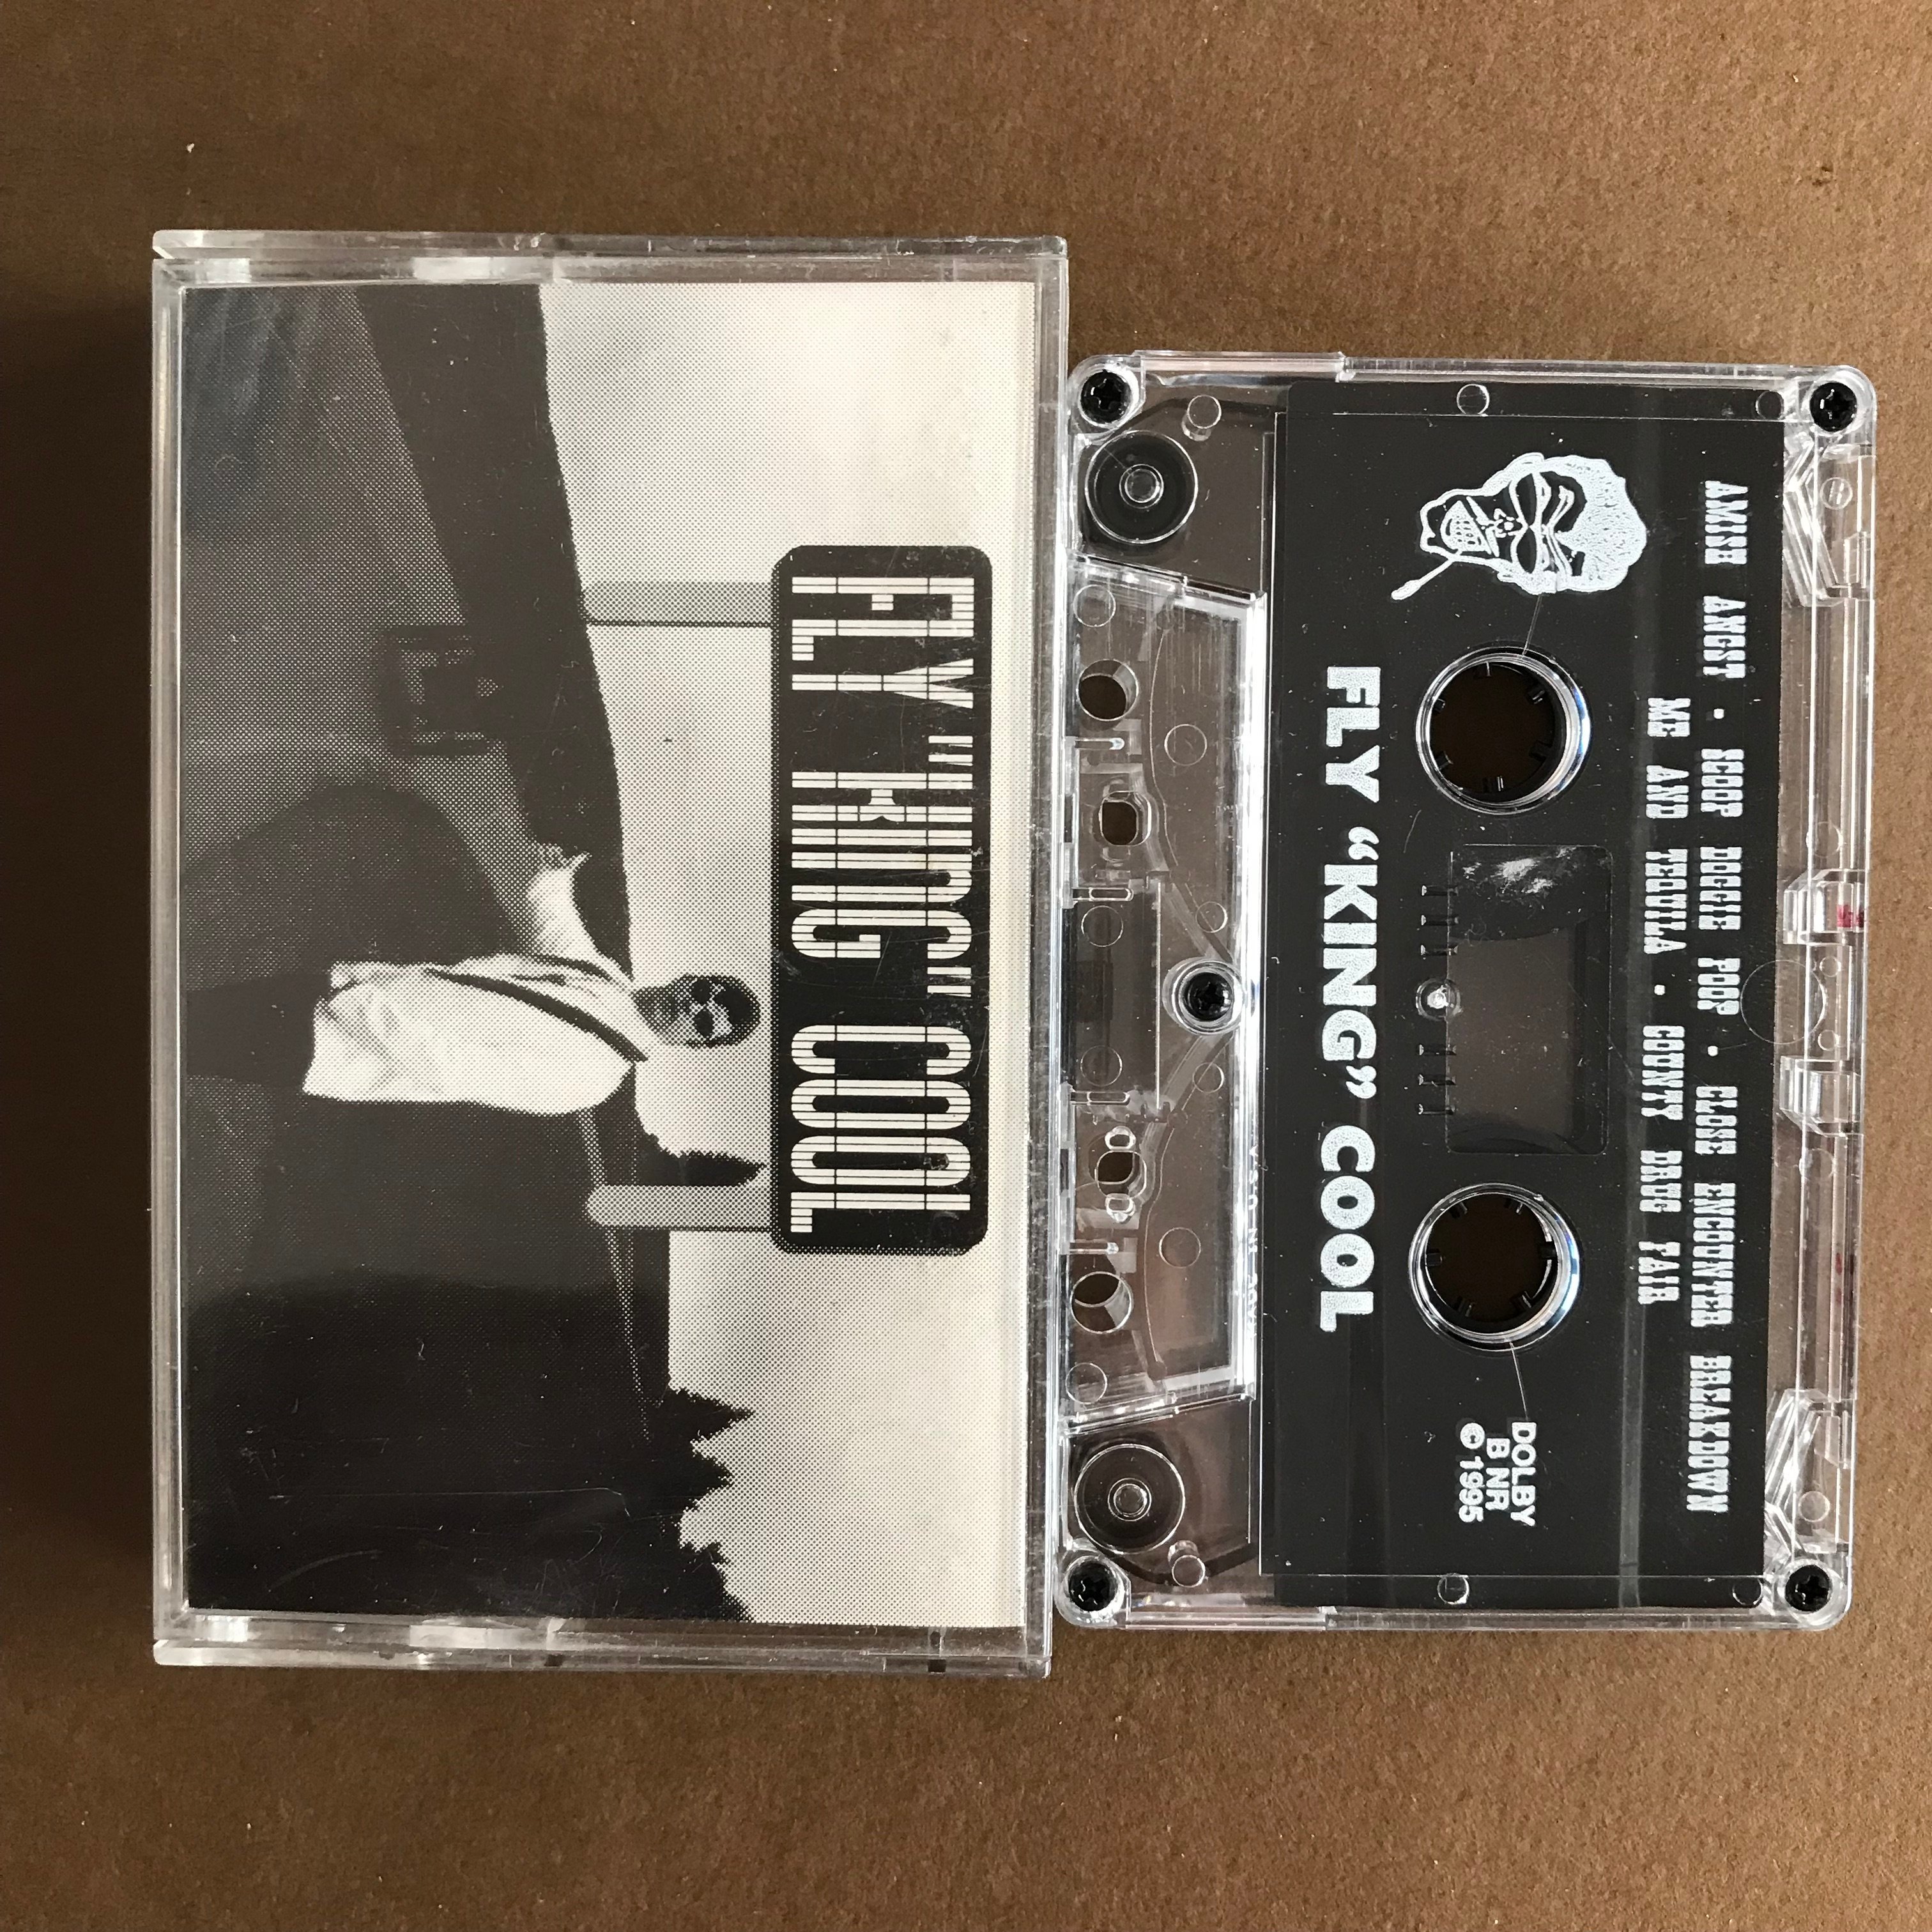 FLY "KING" COOL
AMISH ANGST • SCOOP DOGGIE POOP • CLOSE ENCOUNTER BREAKDOWN
ME AND TEQUILA • COUNTY DRUG FAIR
FLY “KING” COOL
DOLBY
B NR
© 1995